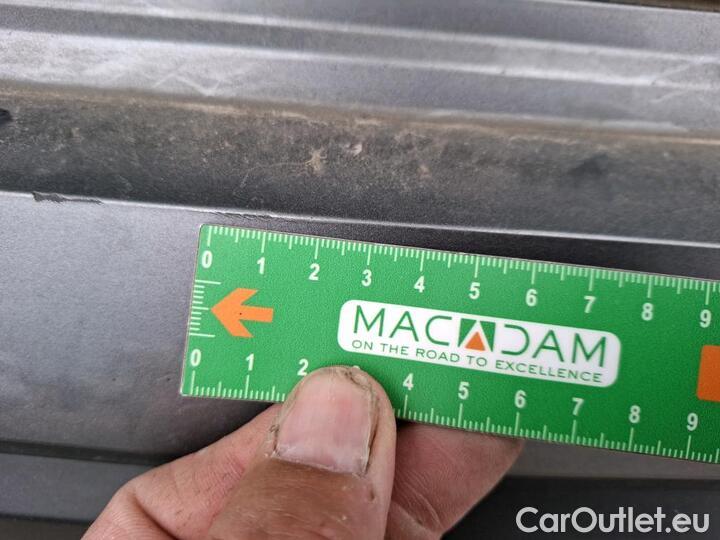 0 1 2 3 4 5 6 7 8 9
MACADAM
ON THE ROAD TO EXCELLENCE
0 1 2 4 5 6 7 8 9
CarOutlet.eu